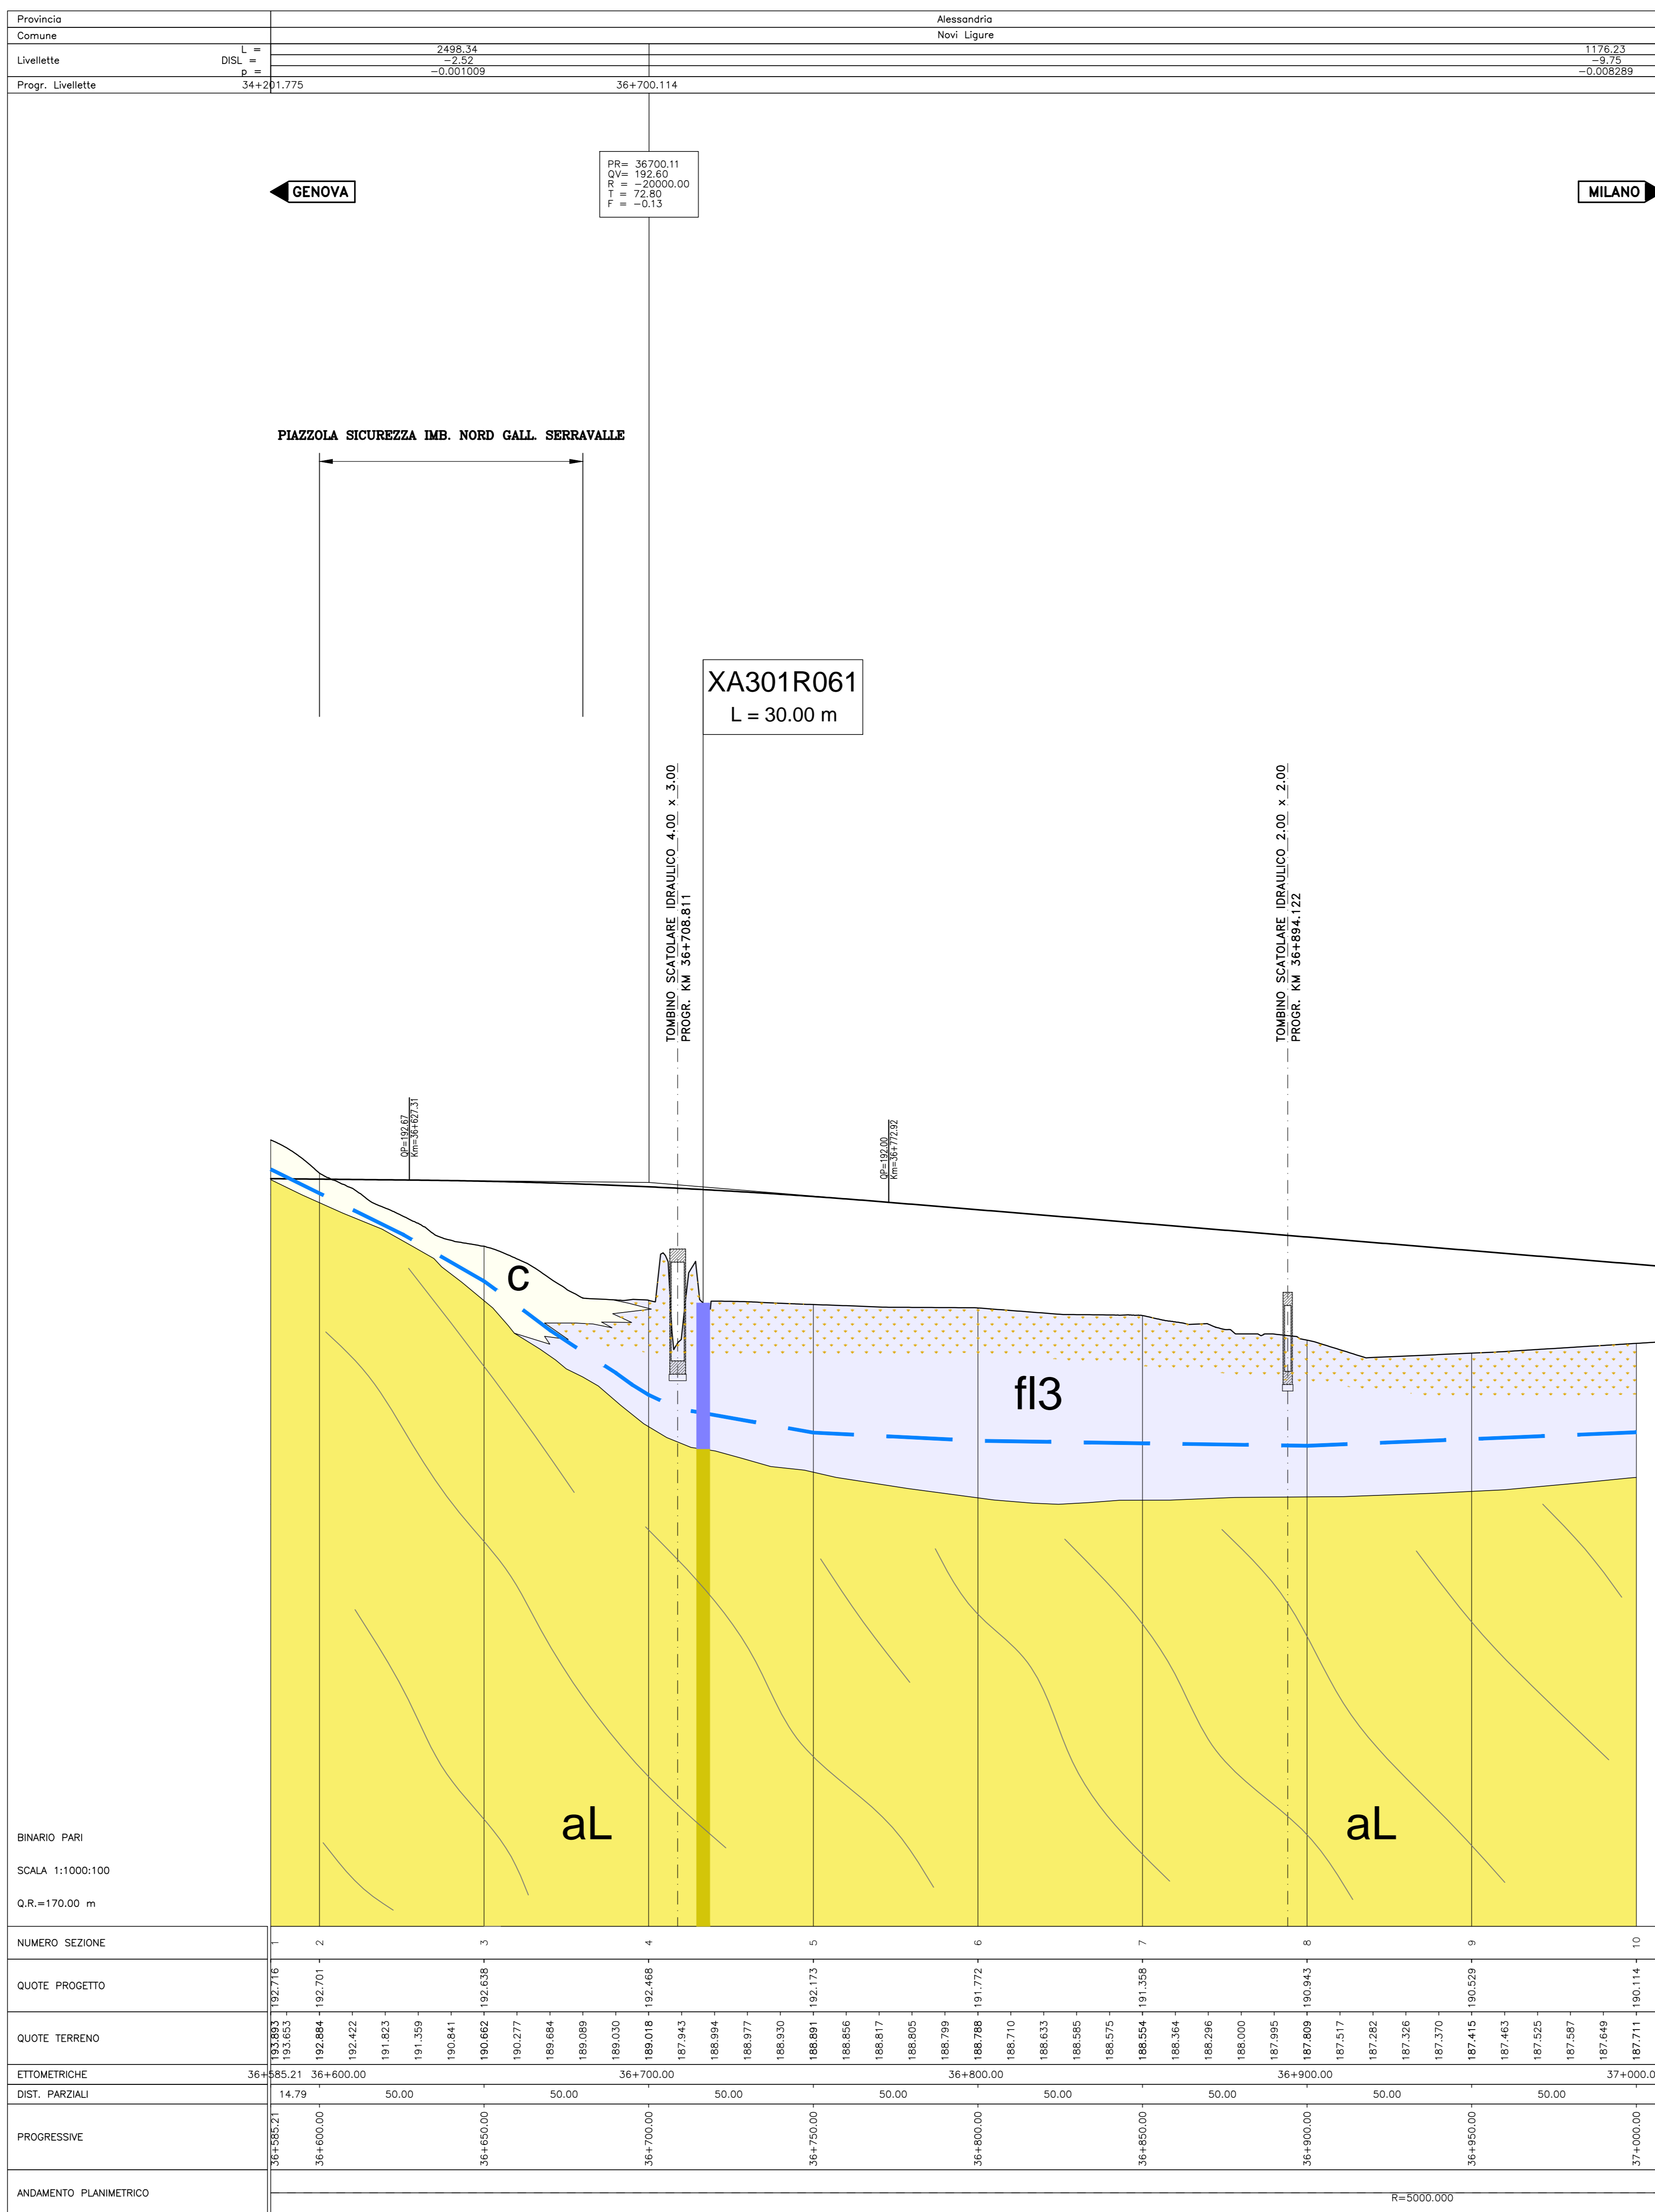 Provincia Alessandria
Comune Novi Ligure
Livellette
L = 2498.34 1176.23
DISL = -2.52 -9.75
p = -0.001009 -0.008289
Progr. Livellette 34+201.775 36+700.114
PR= 36700.11
QV= 192.60
R = -20000.00
T = 72.80
F = -0.13
GENOVA
MILANO
PIAZZOLA SICUREZZA IMB. NORD GALL. SERRAVALLE
XA301R061
L = 30.00 m
TOMBINO SCATOLARE IDRAULICO 4.00 x 3.00
PROGR. KM 36+708.811
TOMBINO SCATOLARE IDRAULICO 2.00 x 2.00
PROGR. KM 36+894.122
QP=192.67
Km=36+627.31
QP=192.00
Km=36+772.92
c
fl3
aL
aL
BINARIO PARI
SCALA 1:1000:100
Q.R.=170.00 m
NUMERO SEZIONE 1 2 3 4 5 6 7 8 9 10
QUOTE PROGETTO 192.716 192.701 192.638 192.468 192.173 191.772 191.358 190.943 190.529 190.114
QUOTE TERRENO 193.893 193.653 192.884 192.422 191.823 191.359 190.841 190.662 190.277 189.684 189.089 189.030 189.018 187.943 188.994 188.977 188.930 188.891 188.856 188.817 188.805 188.799 188.788 188.710 188.633 188.585 188.575 188.554 188.364 188.296 188.000 187.995 187.809 187.517 187.282 187.326 187.370 187.415 187.463 187.525 187.587 187.649 187.711
ETTOMETRICHE 36+585.21 36+600.00 36+700.00 36+800.00 36+900.00 37+000.0
DIST. PARZIALI 14.79 50.00 50.00 50.00 50.00 50.00 50.00 50.00 50.00
PROGRESSIVE 36+585.21 36+600.00 36+650.00 36+700.00 36+750.00 36+800.00 36+850.00 36+900.00 36+950.00 37+000.00
ANDAMENTO PLANIMETRICO R=5000.000